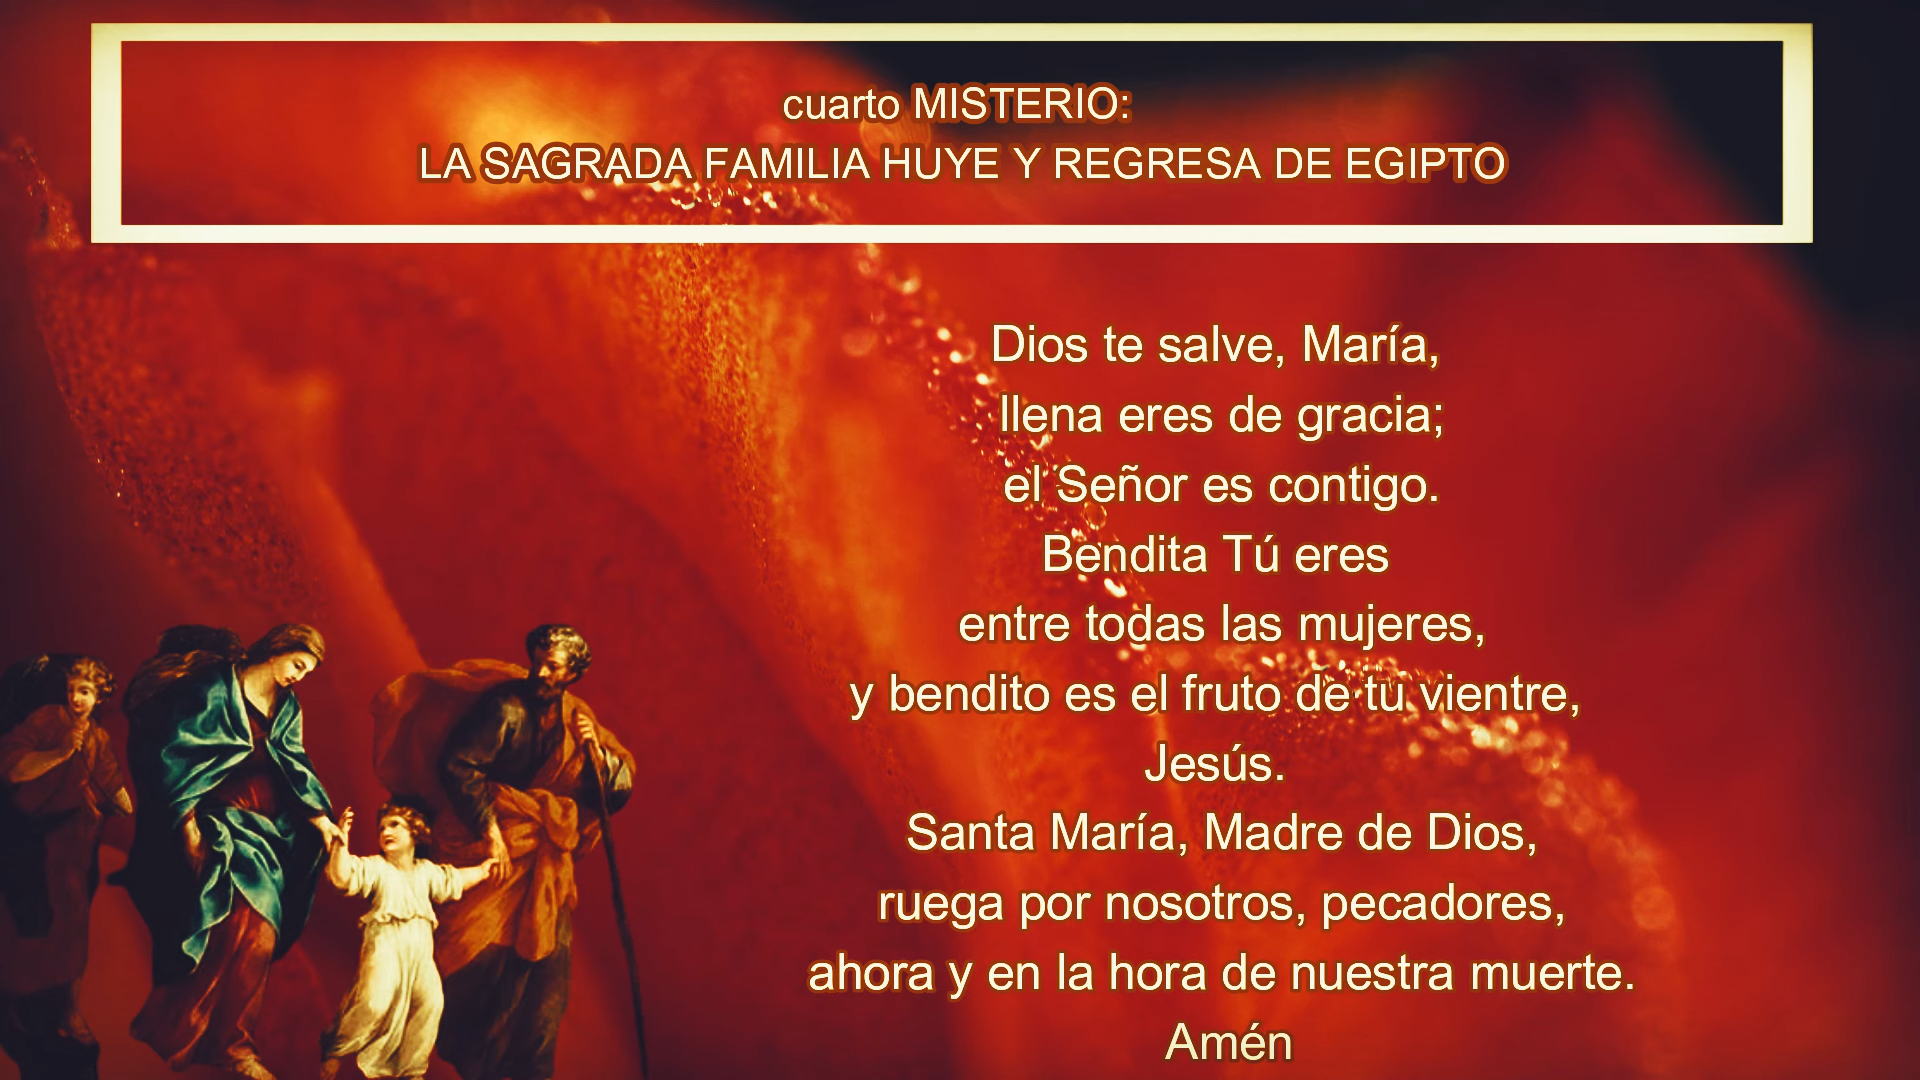 cuarto MISTERIO:
LA SAGRADA FAMILIA HUYE Y REGRESA DE EGIPTO
Dios te salve, María,
llena eres de gracia;
el Señor es contigo.
Bendita Tú eres
entre todas las mujeres,
y bendito es el fruto de tu vientre,
Jesús.
Santa María, Madre de Dios,
ruega por nosotros, pecadores,
ahora y en la hora de nuestra muerte.
Amén